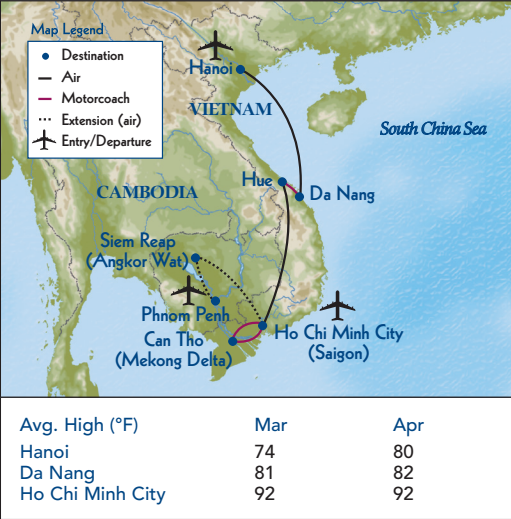 Map Legend
Destination
Air
Motorcoach
Extension (air)
Entry/Departure
Hanoi
VIETNAM
South China Sea
Hue
Da Nang
CAMBODIA
Siem Reap
(Angkor Wat)
Phnom Penh
Ho Chi Minh City
(Saigon)
Can Tho
(Mekong Delta)
Avg. High (°F) Mar Apr
Hanoi 74 80
Da Nang 81 82
Ho Chi Minh City 92 92